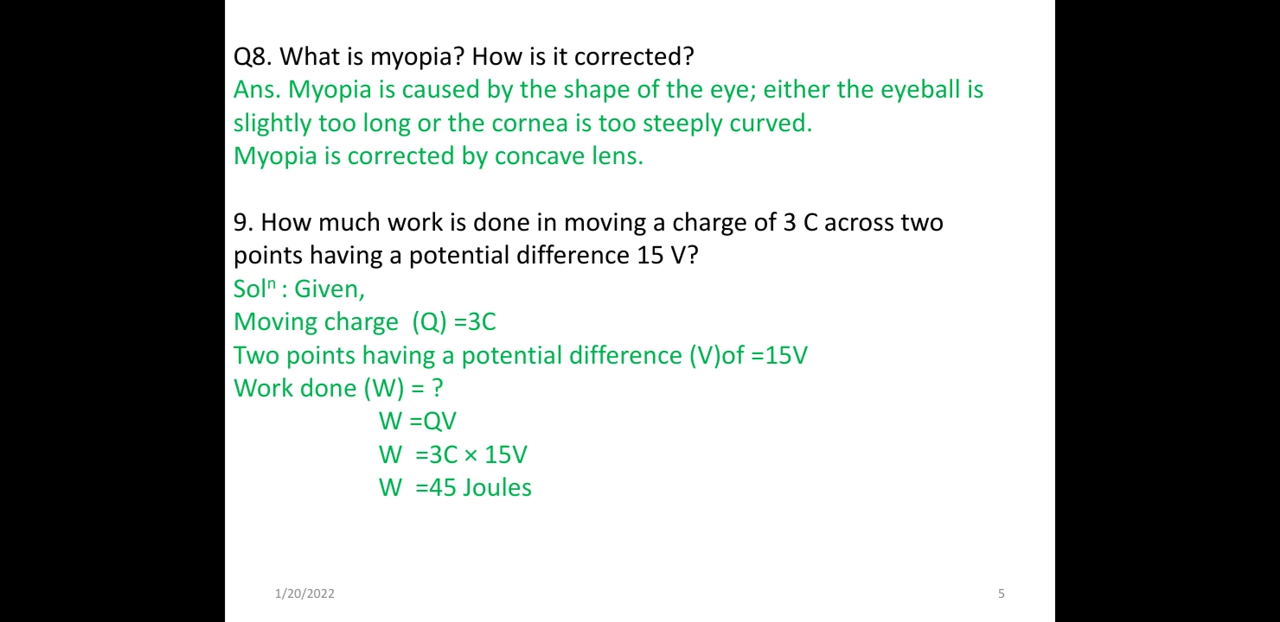 Q8. What is myopia? How is it corrected?
Ans. Myopia is caused by the shape of the eye; either the eyeball is
slightly too long or the cornea is too steeply curved.
Myopia is corrected by concave lens.
9. How much work is done in moving a charge of 3 C across two
points having a potential difference 15 V?
Solⁿ : Given,
Moving charge (Q) =3C
Two points having a potential difference (V)of =15V
Work done (W) = ?
W =QV
W =3C × 15V
W =45 Joules
1/20/2022
5